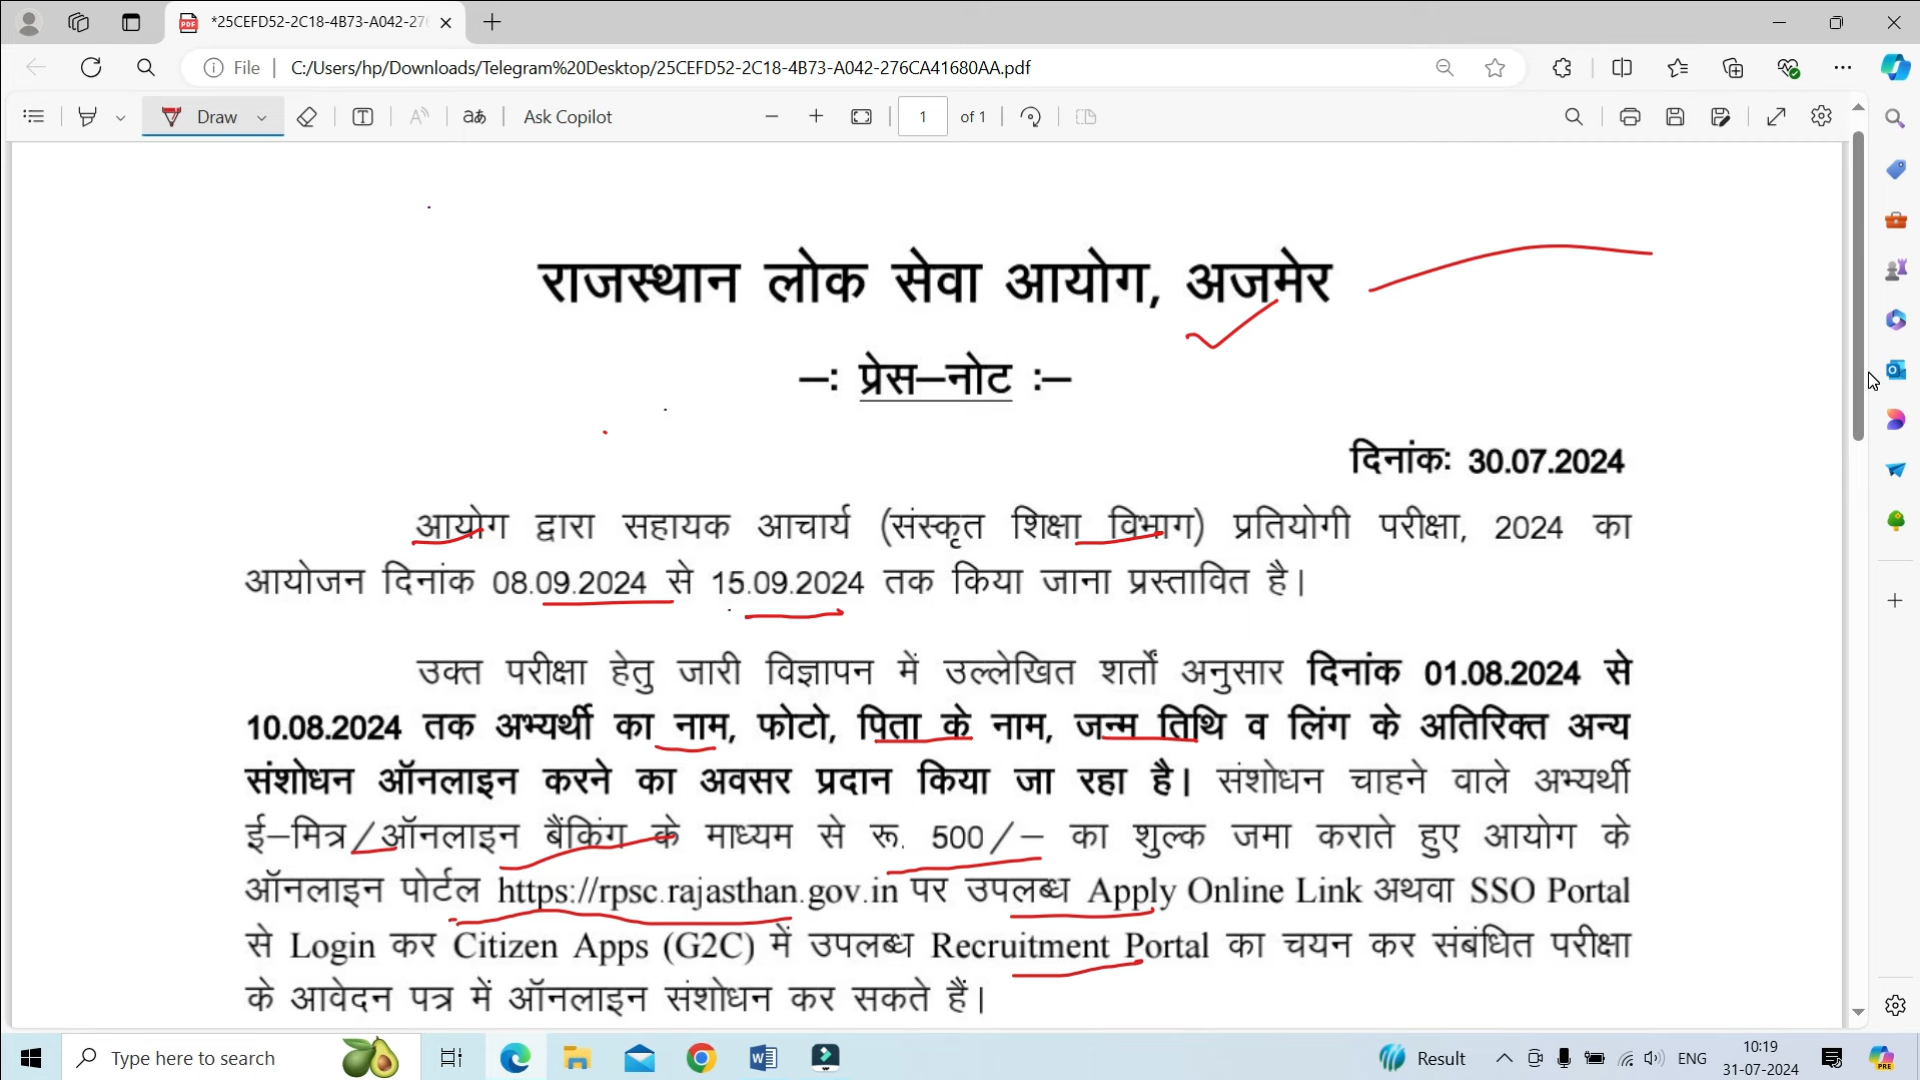 *25CEFD52-2C18-4B73-A042-276
File
C:/Users/hp/Downloads/Telegram%20Desktop/25CEFD52-2C18-4B73-A042-276CA41680AA.pdf
Draw
Ask Copilot
1 of 1
राजस्थान लोक सेवा आयोग, अजमेर
–: प्रेस–नोट :–
दिनांकः 30.07.2024
आयोग द्वारा सहायक आचार्य (संस्कृत शिक्षा विभाग) प्रतियोगी परीक्षा, 2024 का
आयोजन दिनांक 08.09.2024 से 15.09.2024 तक किया जाना प्रस्तावित है।
उक्त परीक्षा हेतु जारी विज्ञापन में उल्लेखित शर्तों अनुसार दिनांक 01.08.2024 से
10.08.2024 तक अभ्यर्थी का नाम, फोटो, पिता के नाम, जन्म तिथि व लिंग के अतिरिक्त अन्य
संशोधन ऑनलाइन करने का अवसर प्रदान किया जा रहा है। संशोधन चाहने वाले अभ्यर्थी
ई–मित्र/ऑनलाइन बैंकिंग के माध्यम से रू. 500/– का शुल्क जमा कराते हुए आयोग के
ऑनलाइन पोर्टल https://rpsc.rajasthan.gov.in पर उपलब्ध Apply Online Link अथवा SSO Portal
से Login कर Citizen Apps (G2C) में उपलब्ध Recruitment Portal का चयन कर संबंधित परीक्षा
के आवेदन पत्र में ऑनलाइन संशोधन कर सकते हैं।
Type here to search
Result
ENG
10:19
31-07-2024